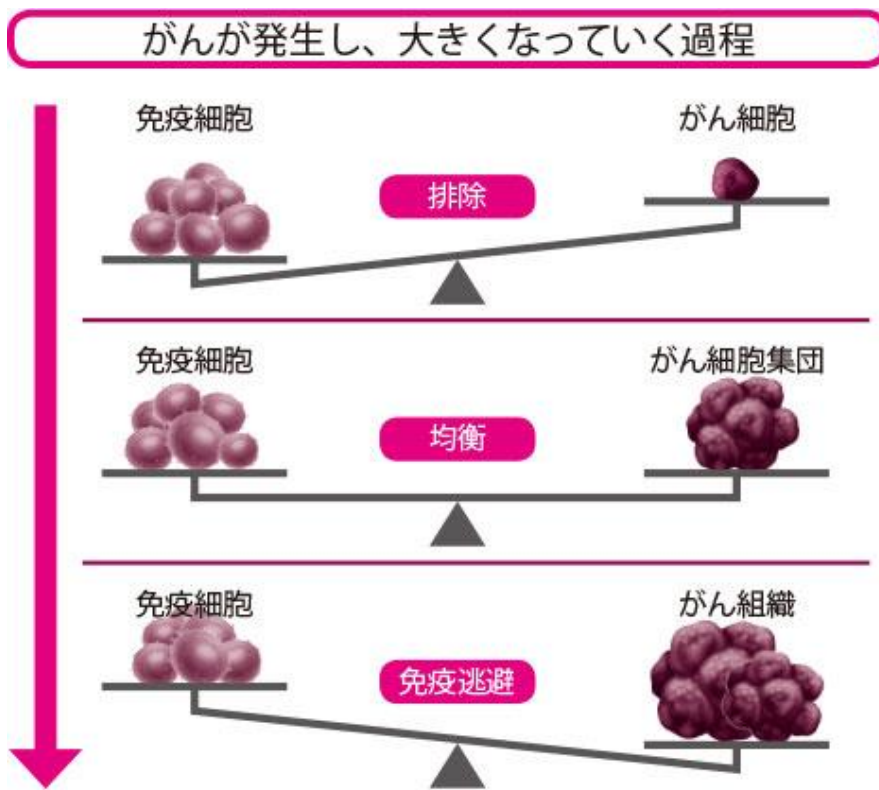 がんが発生し、大きくなっていく過程
免疫細胞
がん細胞
排除
免疫細胞
がん細胞集団
均衡
免疫細胞
がん組織
免疫逃避